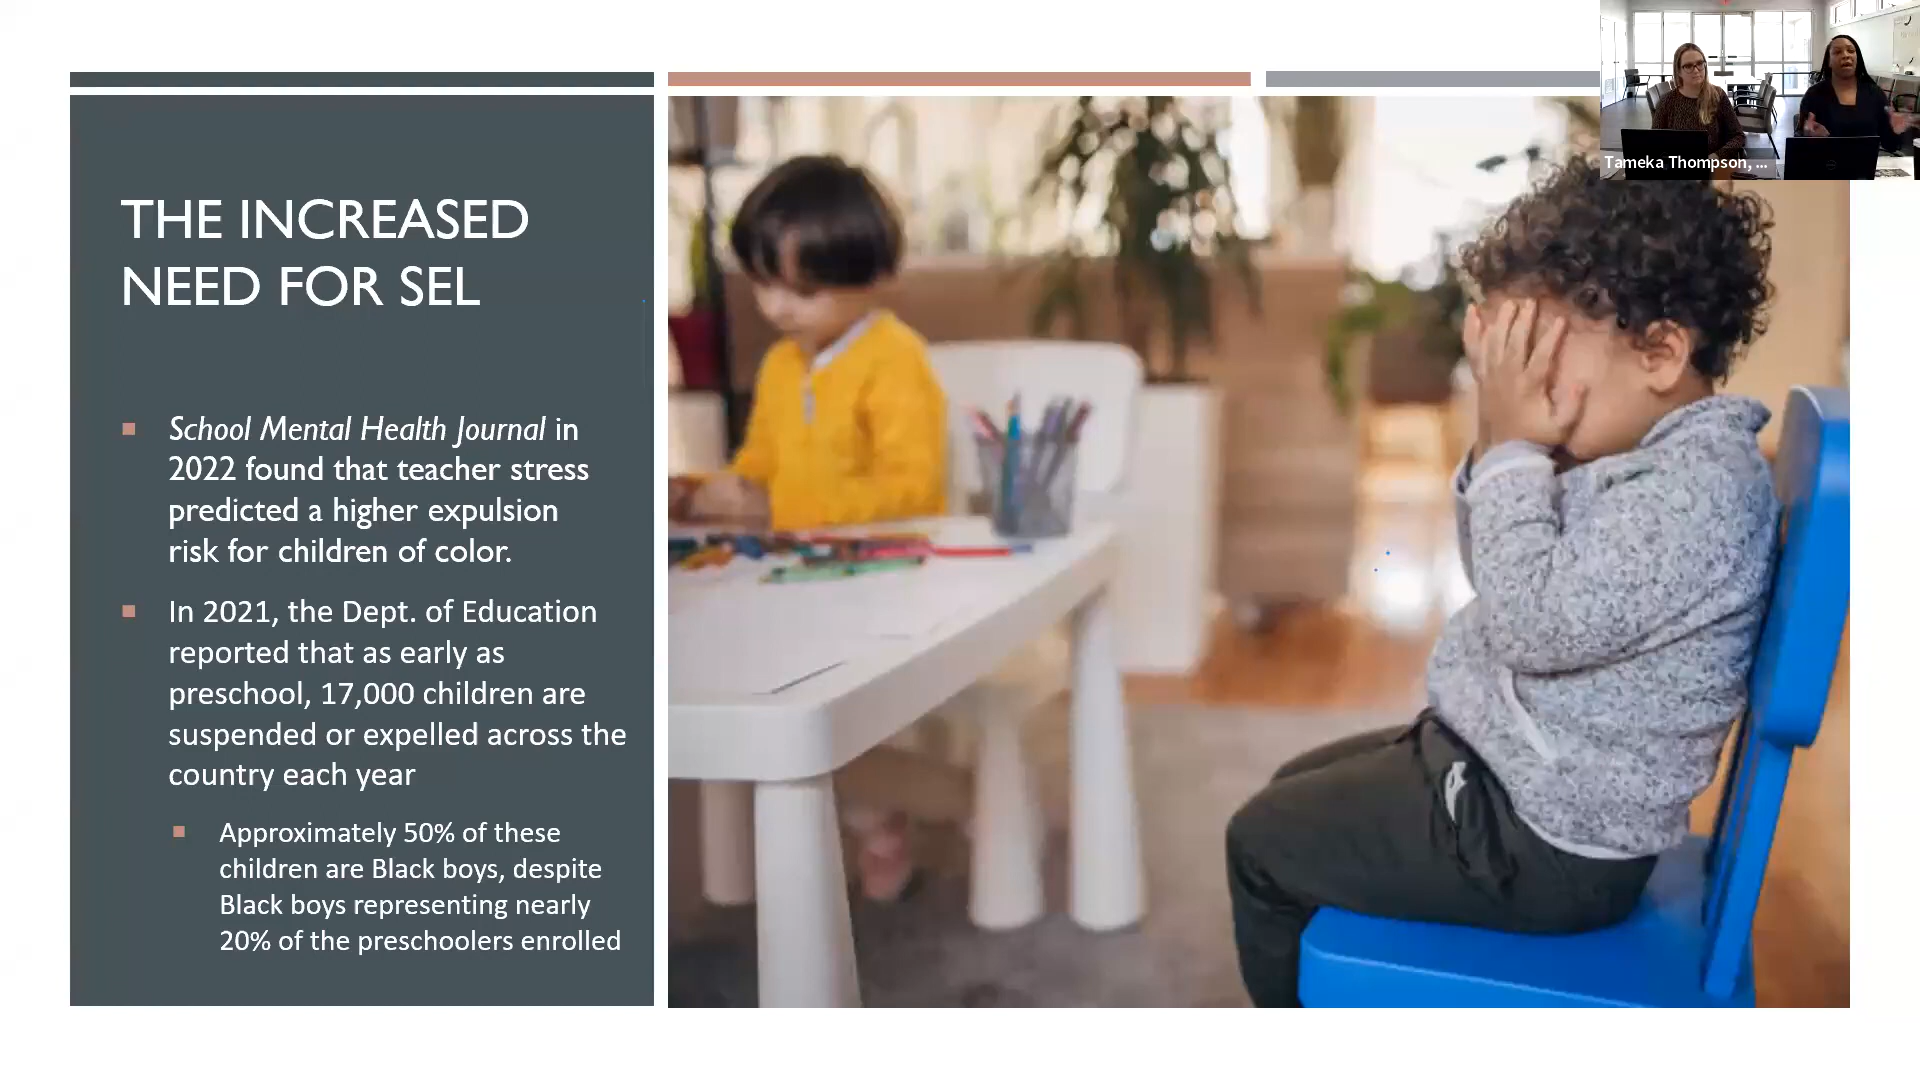 THE INCREASED
NEED FOR SEL
School Mental Health Journal in
2022 found that teacher stress
predicted a higher expulsion
risk for children of color.
In 2021, the Dept. of Education
reported that as early as
preschool, 17,000 children are
suspended or expelled across the
country each year
Approximately 50% of these
children are Black boys, despite
Black boys representing nearly
20% of the preschoolers enrolled
Tameka Thompson, ...